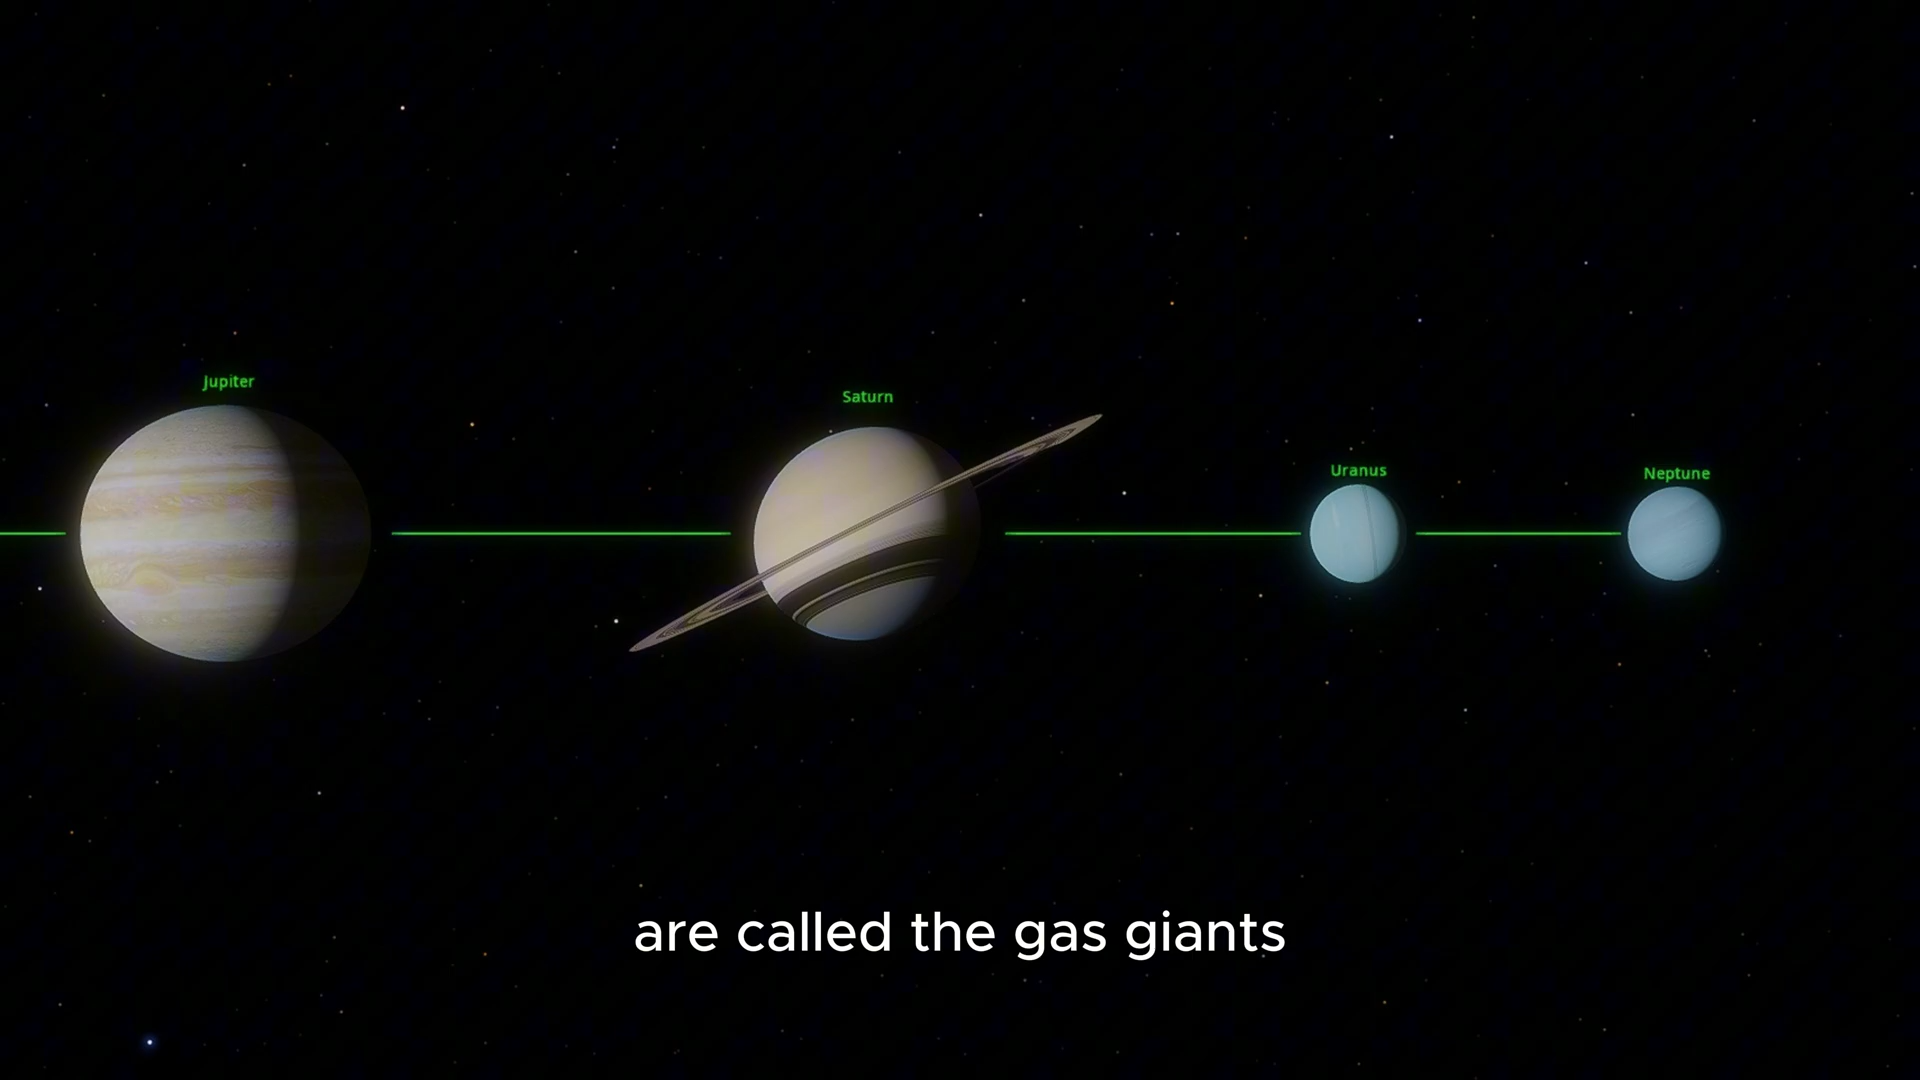 Jupiter
Saturn
Uranus
Neptune
are called the gas giants